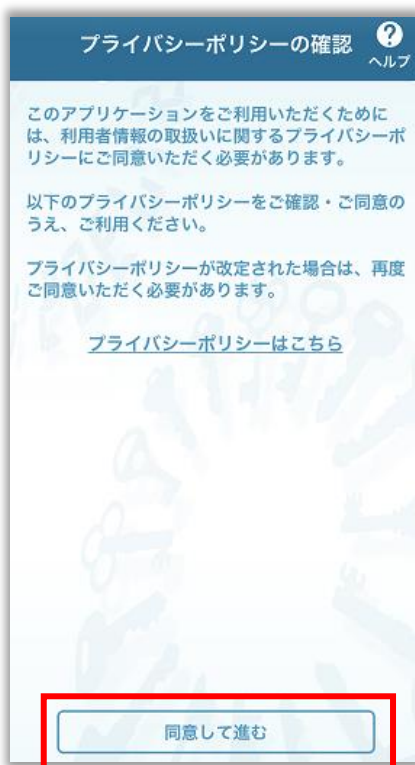 プライバシーポリシーの確認
?
ヘルプ
このアプリケーションをご利用いただくために
は、利用者情報の取扱いに関するプライバシーポ
リシーにご同意いただく必要があります。
以下のプライバシーポリシーをご確認・ご同意の
うえ、ご利用ください。
プライバシーポリシーが改定された場合は、再度
ご同意いただく必要があります。
プライバシーポリシーはこちら
同意して進む